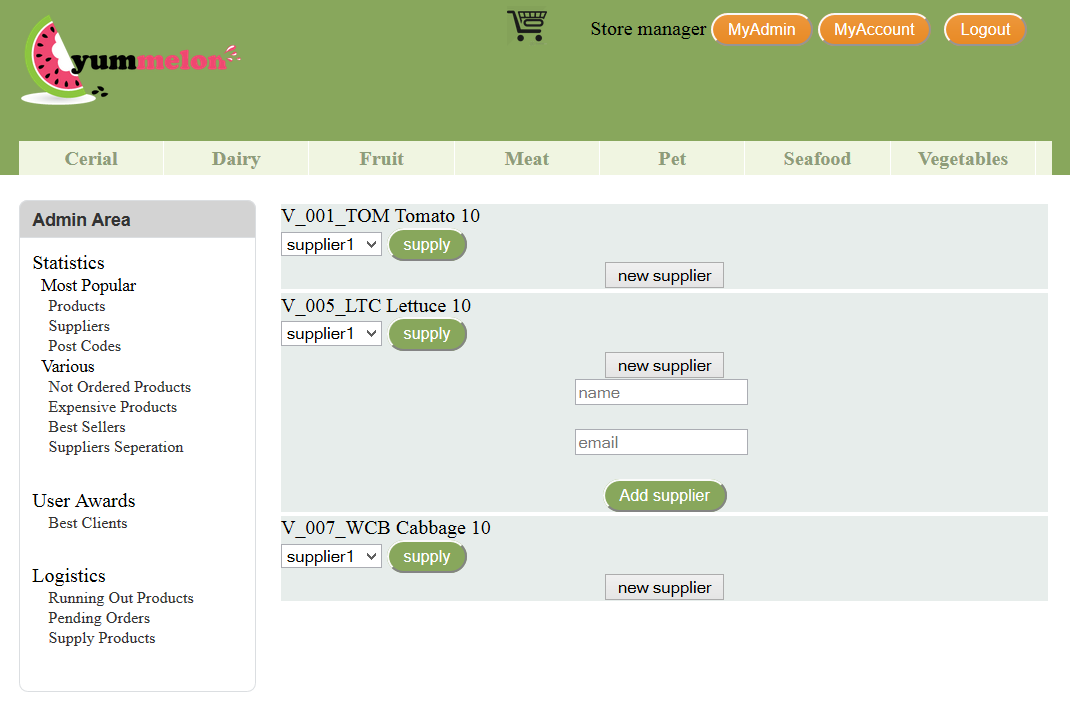 yummelon
Store manager MyAdmin MyAccount Logout
Cerial Dairy Fruit Meat Pet Seafood Vegetables
Admin Area
Statistics
Most Popular
Products
Suppliers
Post Codes
Various
Not Ordered Products
Expensive Products
Best Sellers
Suppliers Seperation
User Awards
Best Clients
Logistics
Running Out Products
Pending Orders
Supply Products
V_001_TOM Tomato 10
supplier1 supply
new supplier
V_005_LTC Lettuce 10
supplier1 supply
new supplier
name
email
Add supplier
V_007_WCB Cabbage 10
supplier1 supply
new supplier